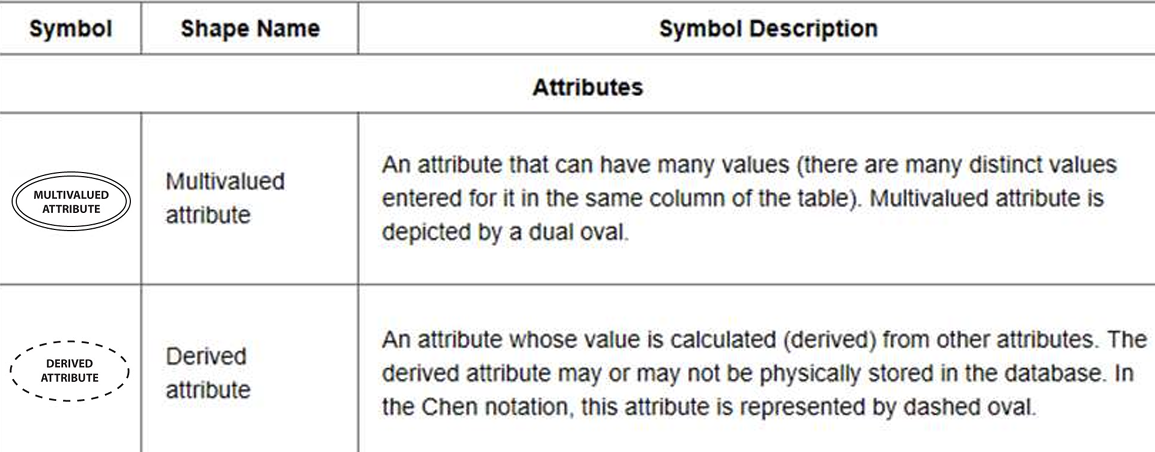 Symbol Shape Name Symbol Description
Attributes
MULTIVALUED
ATTRIBUTE
Multivalued
attribute
An attribute that can have many values (there are many distinct values
entered for it in the same column of the table). Multivalued attribute is
depicted by a dual oval.
DERIVED
ATTRIBUTE
Derived
attribute
An attribute whose value is calculated (derived) from other attributes. The
derived attribute may or may not be physically stored in the database. In
the Chen notation, this attribute is represented by dashed oval.